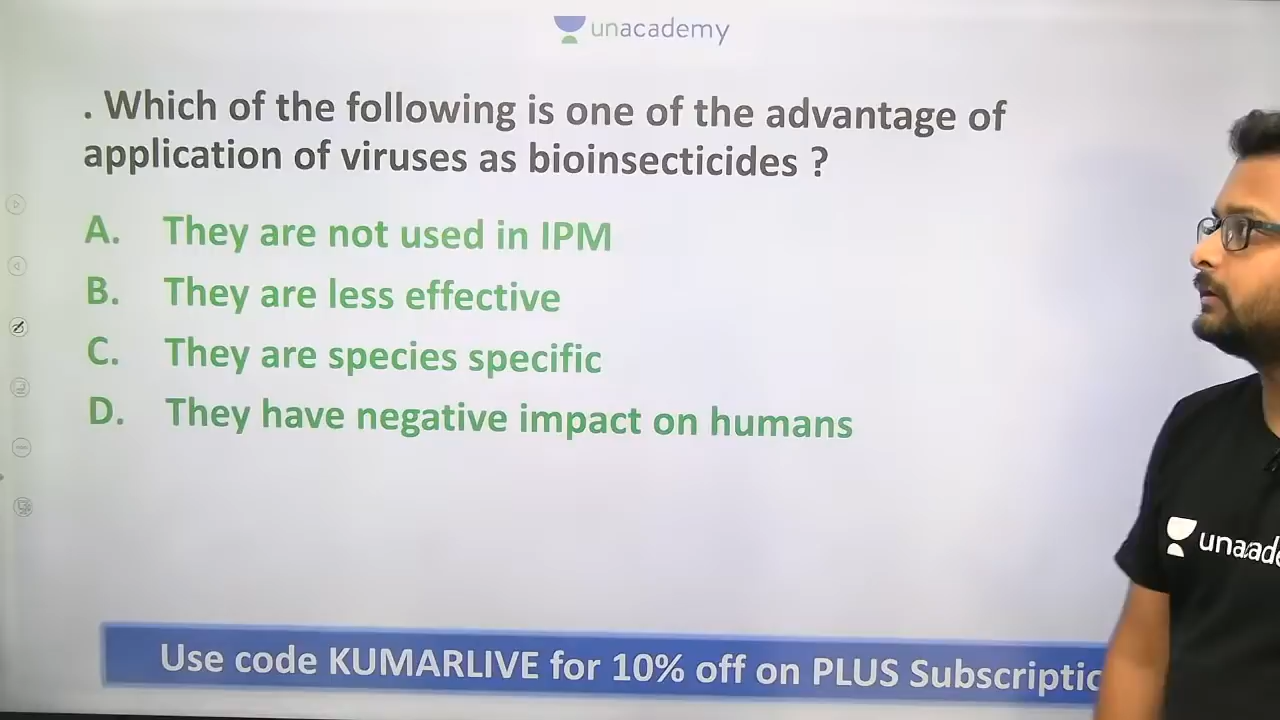 unacademy
. Which of the following is one of the advantage of
application of viruses as bioinsecticides ?
A. They are not used in IPM
B. They are less effective
C. They are species specific
D. They have negative impact on humans
Use code KUMARLIVE for 10% off on PLUS Subscriptic
unacade